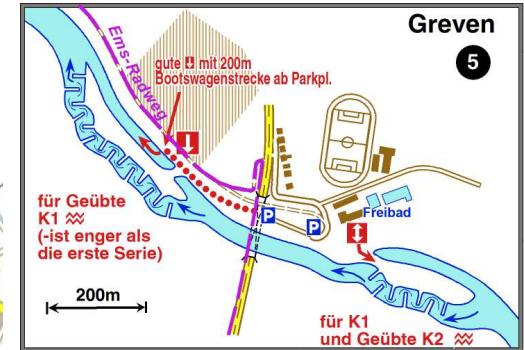 Greven
5
Ems-Radweg
gute mit 200m
Bootswagenstrecke ab Parkpl.
für Geübte
K1
(-ist enger als
die erste Serie)
P
P
Freibad
200m
für K1
und Geübte K2